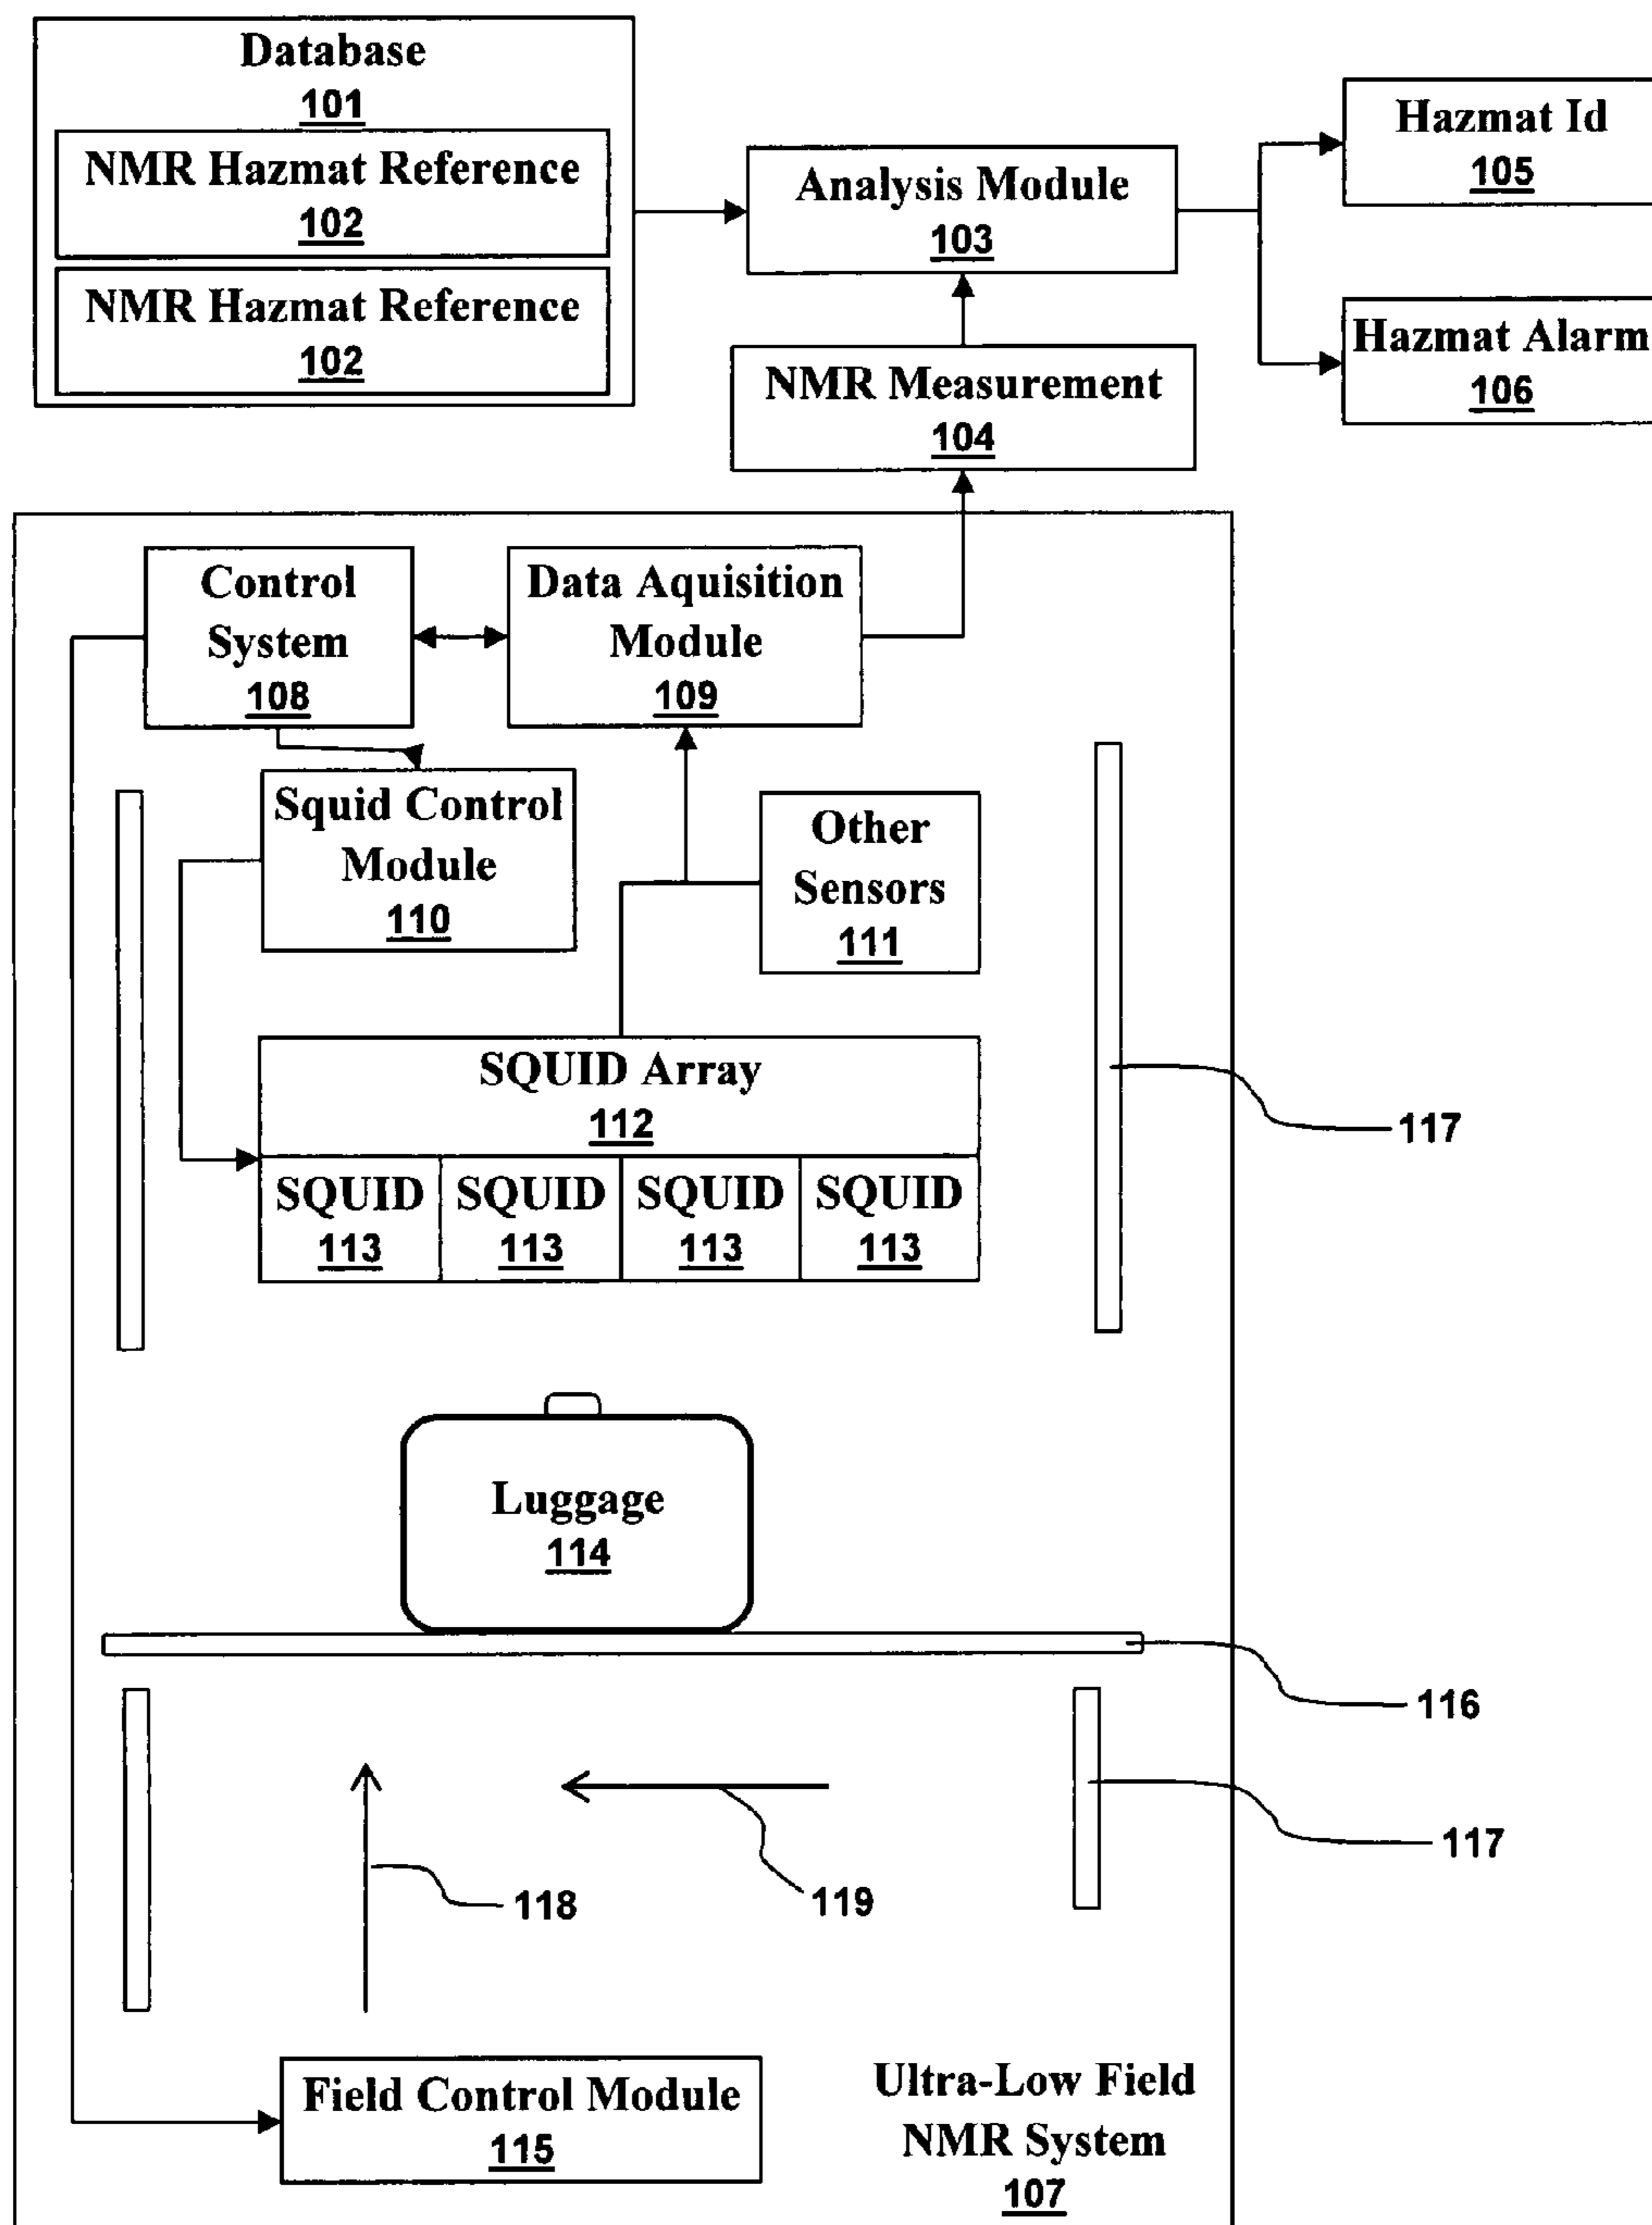 Database
101
NMR Hazmat Reference
102
NMR Hazmat Reference
102
Analysis Module
103
Hazmat Id
105
Hazmat Alarm
106
NMR Measurement
104
Control
System
108
Data Aquisition
Module
109
Squid Control
Module
110
Other
Sensors
111
SQUID Array
112
SQUID
113
SQUID
113
SQUID
113
SQUID
113
117
Luggage
114
116
117
118
119
Field Control Module
115
Ultra-Low Field
NMR System
107